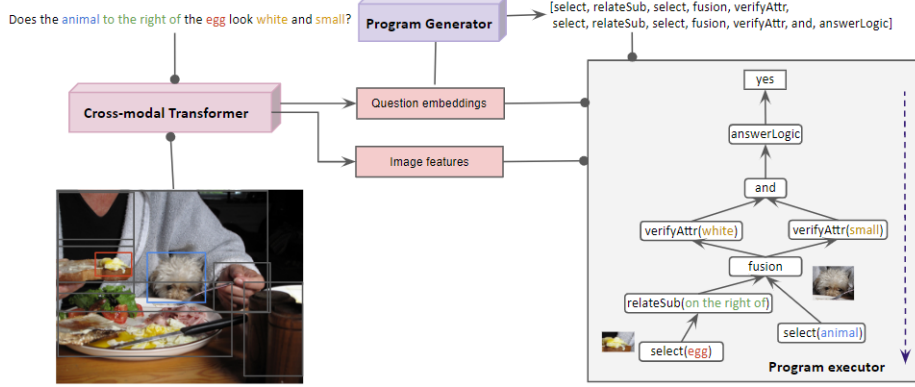 Does the animal to the right of the egg look white and small?
Program Generator
[select, relateSub, select, fusion, verifyAttr,
select, relateSub, select, fusion, verifyAttr, and, answerLogic]
Cross-modal Transformer
Question embeddings
Image features
yes
answerLogic
and
verifyAttr(white)
verifyAttr(small)
fusion
relateSub(on the right of)
select(animal)
select(egg)
Program executor